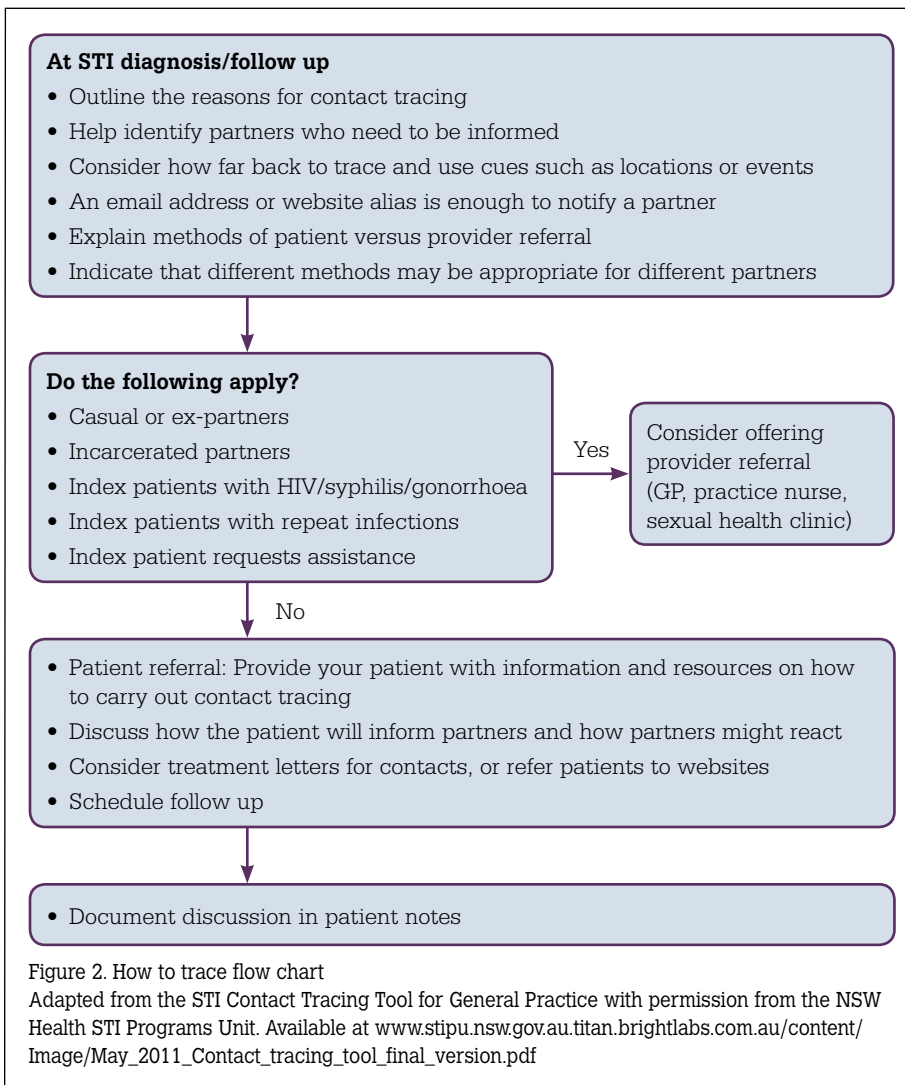 At STI diagnosis/follow up
• Outline the reasons for contact tracing
• Help identify partners who need to be informed
• Consider how far back to trace and use cues such as locations or events
• An email address or website alias is enough to notify a partner
• Explain methods of patient versus provider referral
• Indicate that different methods may be appropriate for different partners
Do the following apply?
• Casual or ex-partners
• Incarcerated partners
• Index patients with HIV/syphilis/gonorrhoea
• Index patients with repeat infections
• Index patient requests assistance
Yes
Consider offering
provider referral
(GP, practice nurse,
sexual health clinic)
No
• Patient referral: Provide your patient with information and resources on how
to carry out contact tracing
• Discuss how the patient will inform partners and how partners might react
• Consider treatment letters for contacts, or refer patients to websites
• Schedule follow up
• Document discussion in patient notes
Figure 2. How to trace flow chart
Adapted from the STI Contact Tracing Tool for General Practice with permission from the NSW
Health STI Programs Unit. Available at www.stipu.nsw.gov.au.titan.brightlabs.com.au/content/
Image/May_2011_Contact_tracing_tool_final_version.pdf